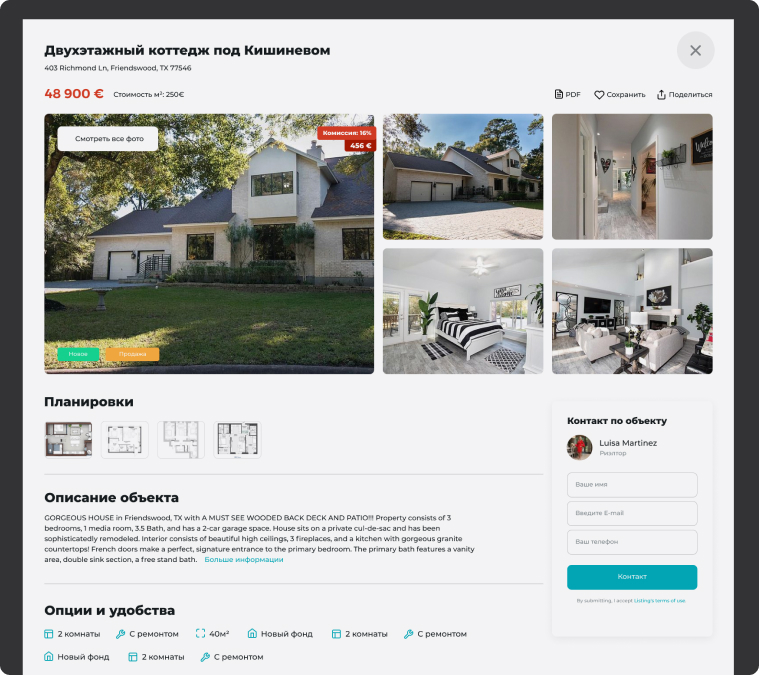 Двухэтажный коттедж под Кишиневом
403 Richmond Ln, Friendswood, TX 77546
48 900 € Стоимость м²: 250€
PDF Сохранить Поделиться
Смотреть все фото
Комиссия: 16%
456 €
Новое Продажа
Планировки
Описание объекта
GORGEOUS HOUSE in Friendswood, TX with A MUST SEE WOODED BACK DECK AND PATIO!!! Property consists of 3
bedrooms, 1 media room, 3.5 Bath, and has a 2-car garage space. House sits on a private cul-de-sac and has been
sophisticatedly remodeled. Interior consists of beautiful high ceilings, 3 fireplaces, and a kitchen with gorgeous granite
countertops! French doors make a perfect, signature entrance to the primary bedroom. The primary bath features a vanity
area, double sink section, a free stand bath. Больше информации
Опции и удобства
2 комнаты С ремонтом 40м² Новый фонд 2 комнаты С ремонтом
Новый фонд 2 комнаты С ремонтом
Контакт по объекту
Luisa Martinez
Риэлтор
Ваше имя
Введите E-mail
Ваш телефон
Контакт
By submitting, I accept Listing's terms of use.